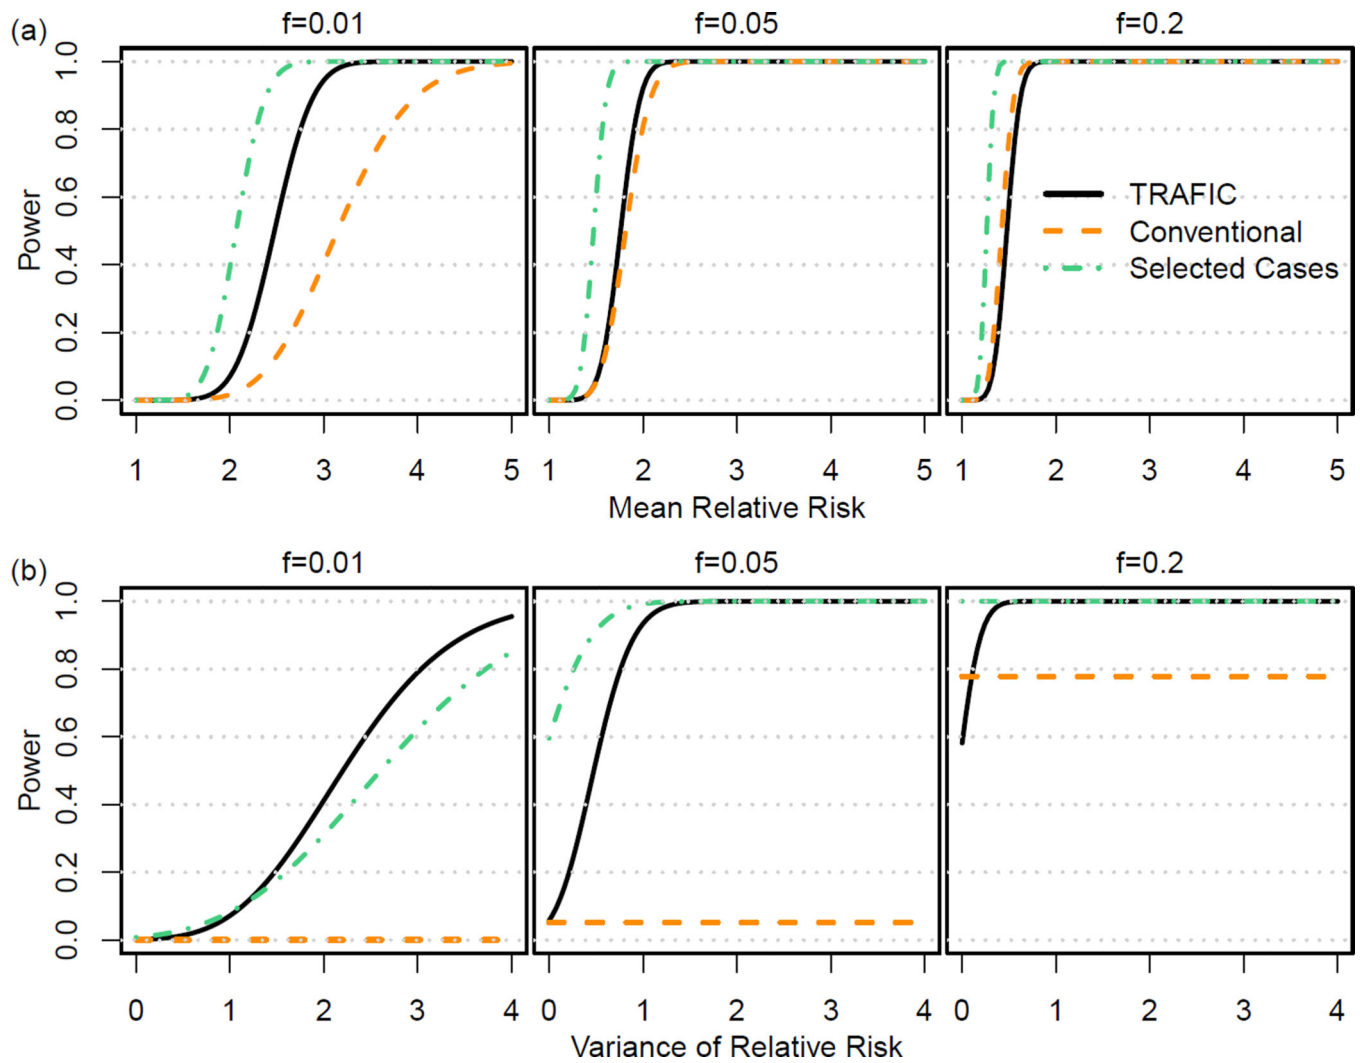 (a)
f=0.01 f=0.05 f=0.2
Power
1.0
0.8
0.6
0.4
0.2
0.0
TRAFIC
Conventional
Selected Cases
1 2 3 4 5 1 2 3 4 5 1 2 3 4 5
Mean Relative Risk
(b)
f=0.01 f=0.05 f=0.2
Power
1.0
0.8
0.6
0.4
0.2
0.0
0 1 2 3 4 0 1 2 3 4 0 1 2 3 4
Variance of Relative Risk